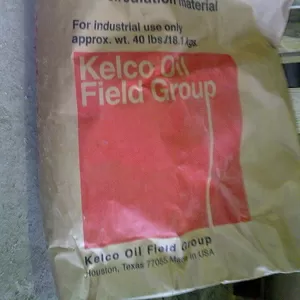 material
For industrial use only
approx. wt. 40 lbs./18.1 kgs.
Kelco Oil
Field Group
Kelco Oil Field Group
Houston, Texas 77085 Made in USA